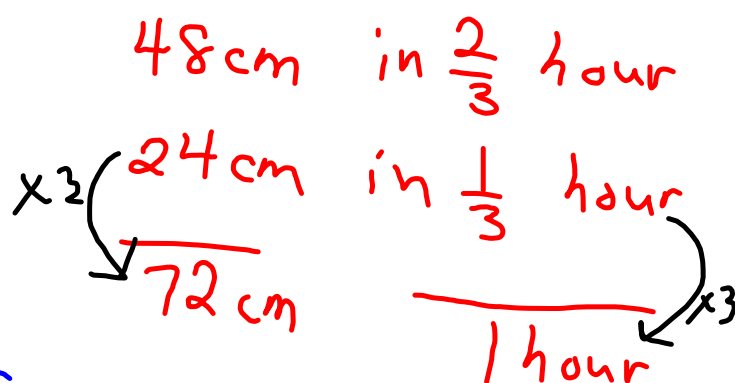 48cm in 2/3 hour
24cm in 1/3 hour
x3
72cm
x3
1 hour